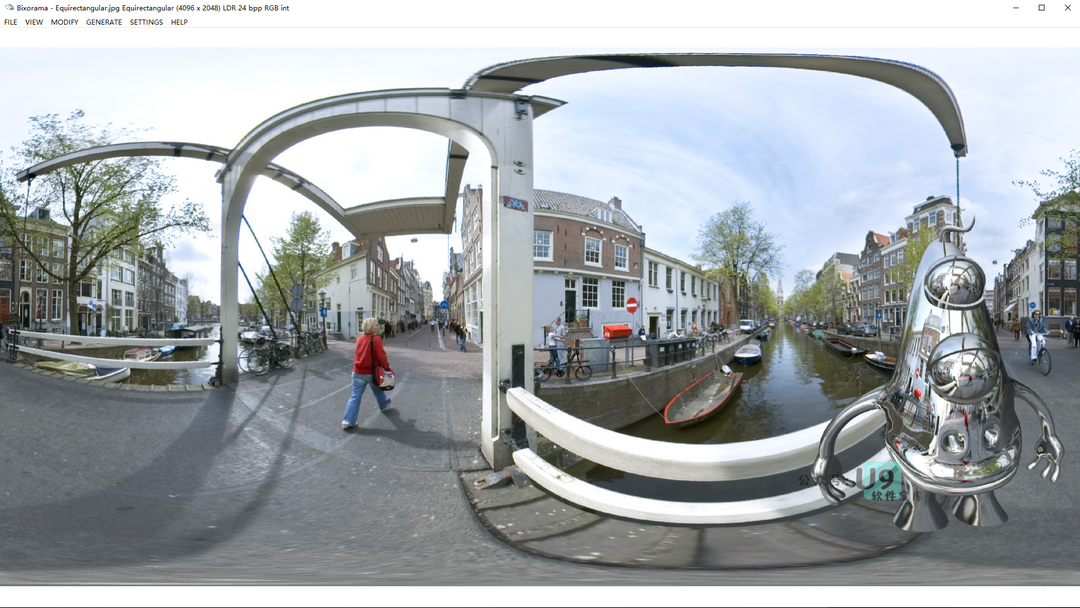 Bixorama - Equirectangular.jpg Equirectangular (4096 x 2048) LDR 24 bpp RGB int
FILE VIEW MODIFY GENERATE SETTINGS HELP
U9
软件宝